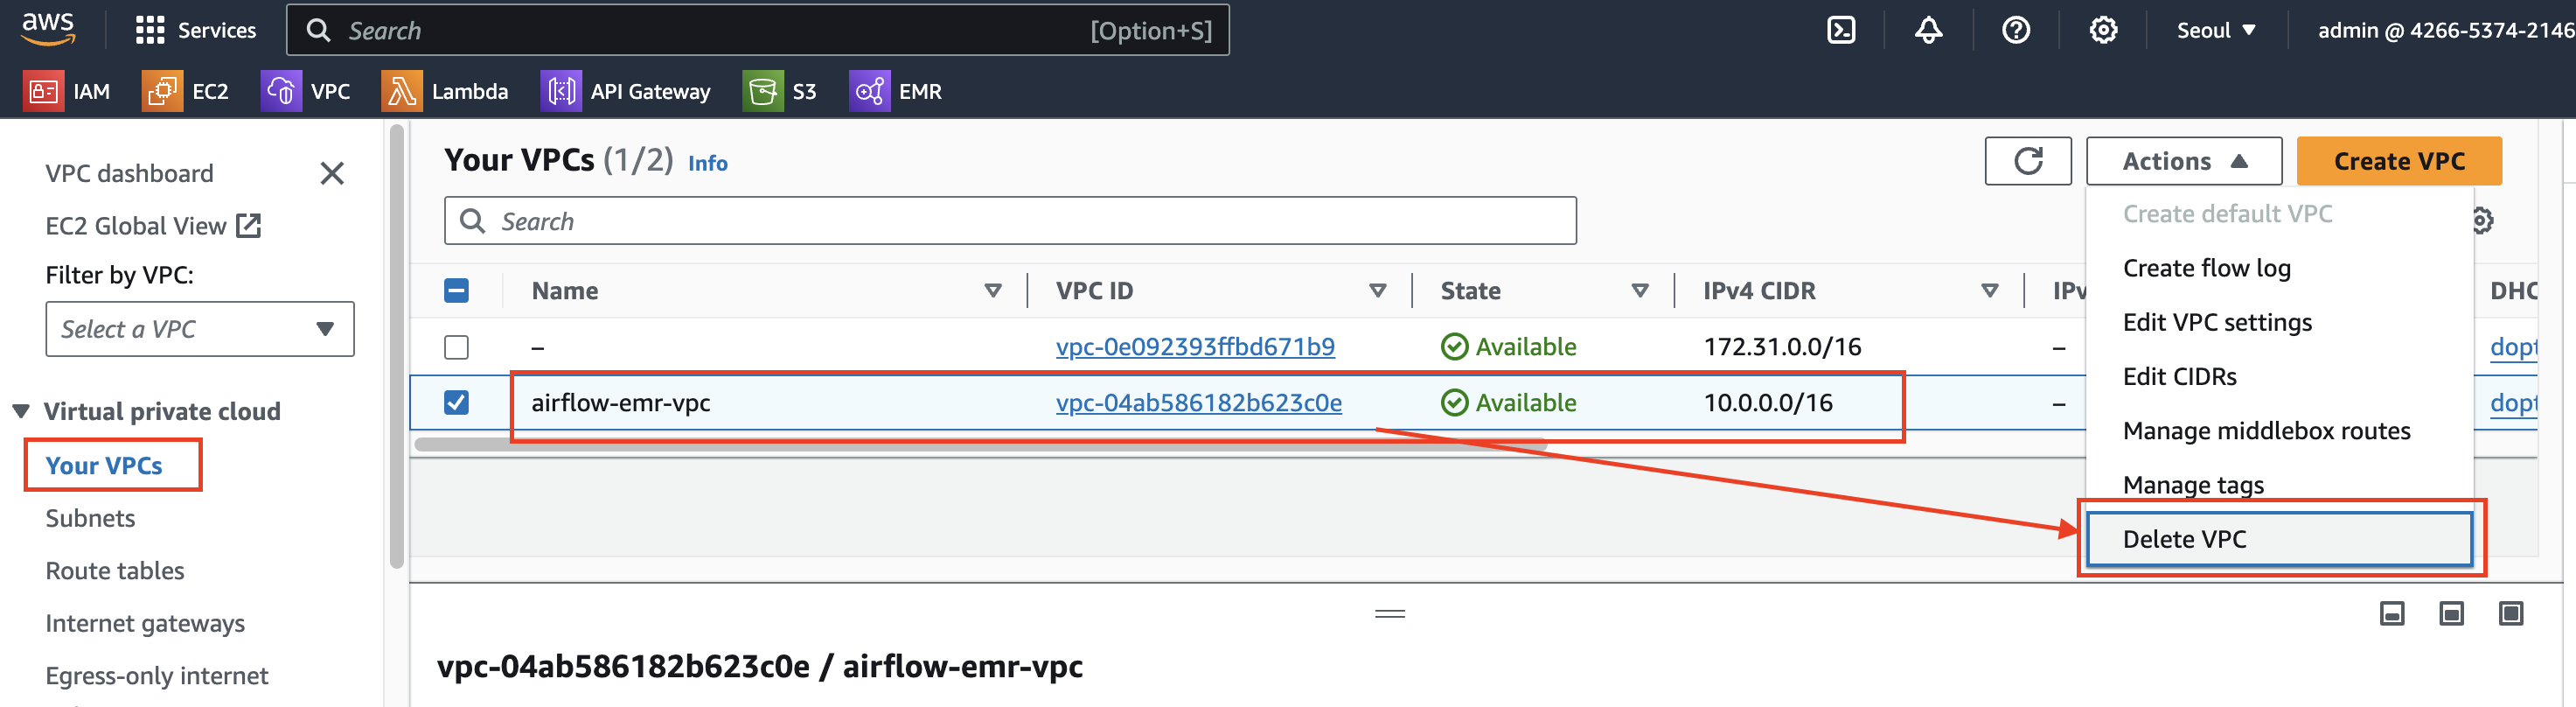 aws Services Search [Option+S] Seoul admin @ 4266-5374-2146
IAM EC2 VPC Lambda API Gateway S3 EMR
VPC dashboard
EC2 Global View
Filter by VPC:
Select a VPC
Virtual private cloud
Your VPCs
Subnets
Route tables
Internet gateways
Egress-only internet
Your VPCs (1/2) Info
Actions
Create VPC
Search
Name VPC ID State IPv4 CIDR IPv DHC
– vpc-0e092393ffbd671b9 Available 172.31.0.0/16 – dopt
airflow-emr-vpc vpc-04ab586182b623c0e Available 10.0.0.0/16 – dopt
Create default VPC
Create flow log
Edit VPC settings
Edit CIDRs
Manage middlebox routes
Manage tags
Delete VPC
vpc-04ab586182b623c0e / airflow-emr-vpc